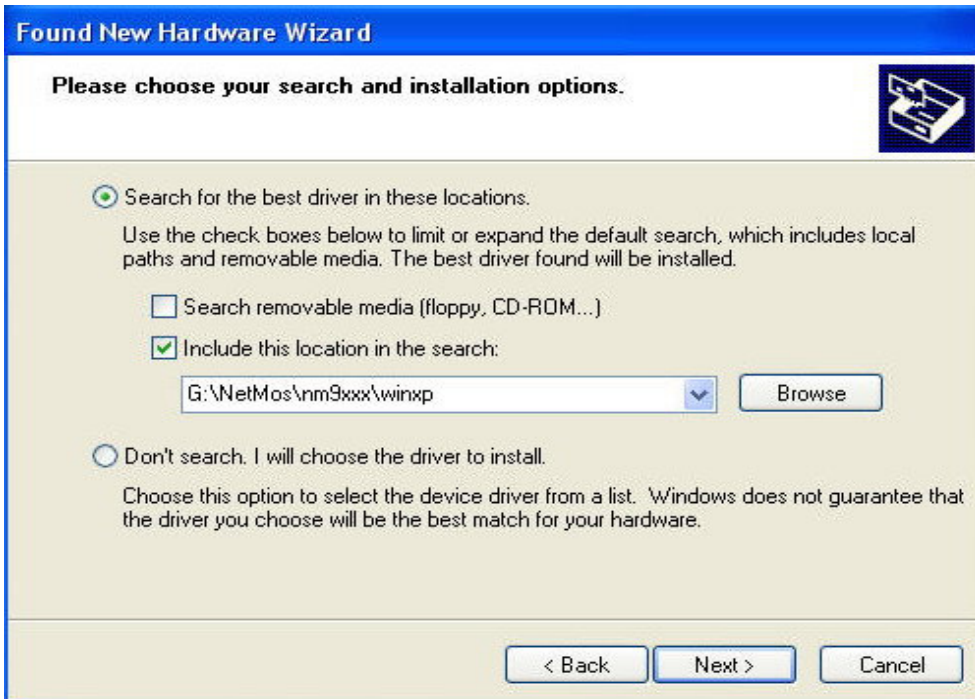 Found New Hardware Wizard
Please choose your search and installation options.
Search for the best driver in these locations.
Use the check boxes below to limit or expand the default search, which includes local
paths and removable media. The best driver found will be installed.
Search removable media (floppy, CD-ROM...)
Include this location in the search:
G:\NetMos\nm9xxx\winxp
Browse
Don't search. I will choose the driver to install.
Choose this option to select the device driver from a list.  Windows does not guarantee that
the driver you choose will be the best match for your hardware.
< Back Next > Cancel